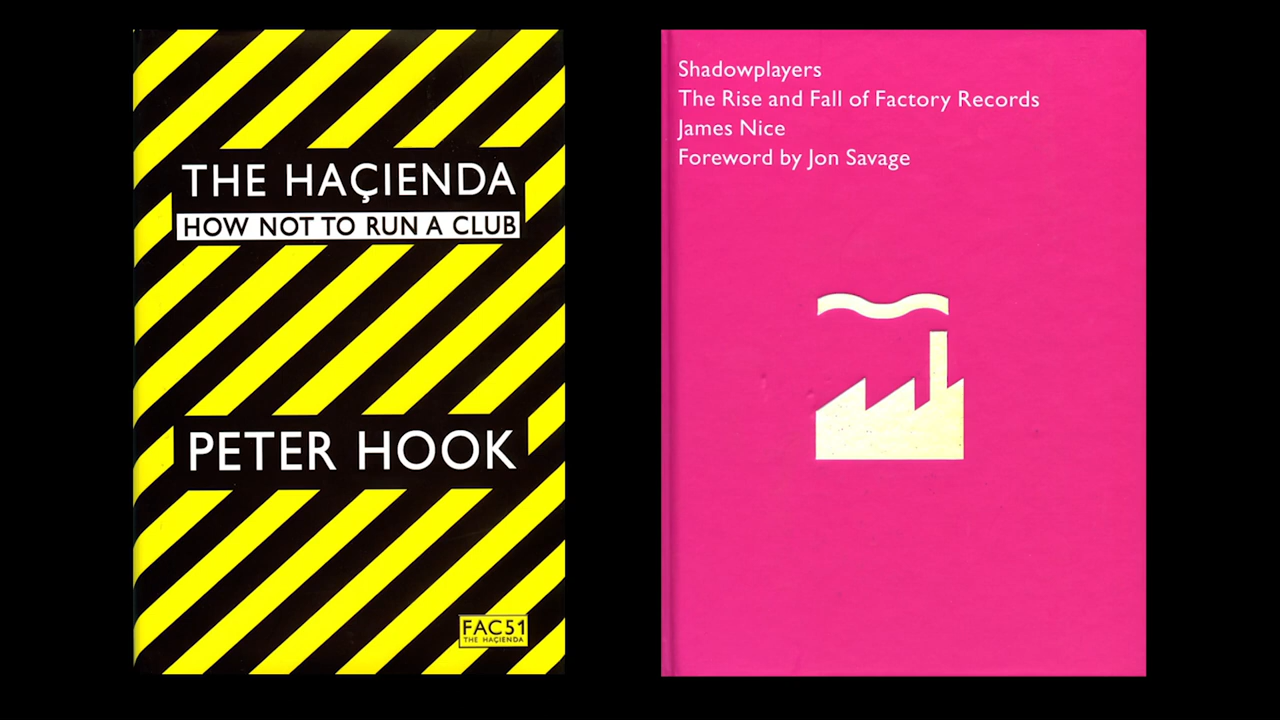 THE HAÇIENDA
HOW NOT TO RUN A CLUB
PETER HOOK
FAC51
THE HAÇIENDA
Shadowplayers
The Rise and Fall of Factory Records
James Nice
Foreword by Jon Savage